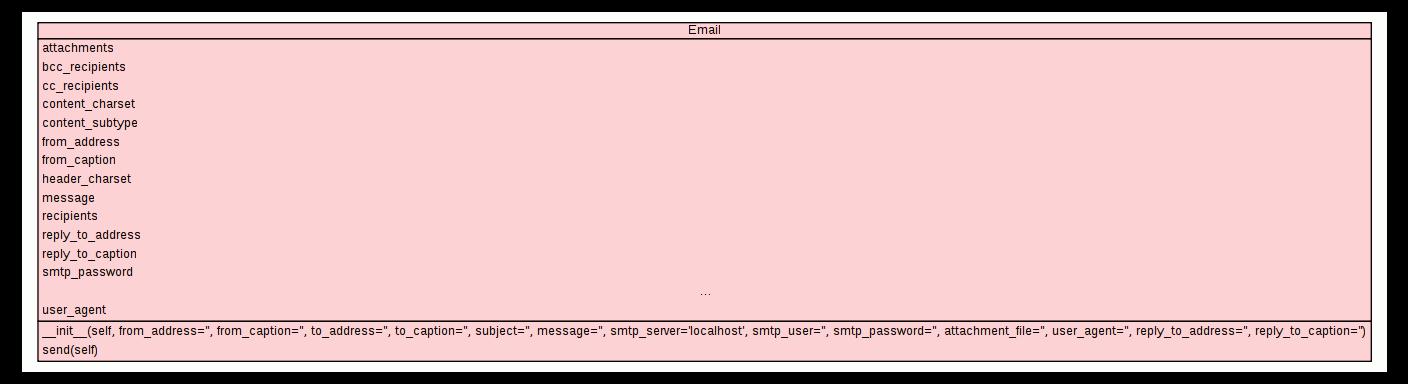 Email
attachments
bcc_recipients
cc_recipients
content_charset
content_subtype
from_address
from_caption
header_charset
message
recipients
reply_to_address
reply_to_caption
smtp_password
...
user_agent
__init__(self, from_address='', from_caption='', to_address='', to_caption='', subject='', message='', smtp_server='localhost', smtp_user='', smtp_password='', attachment_file='', user_agent='', reply_to_address='', reply_to_caption='')
send(self)